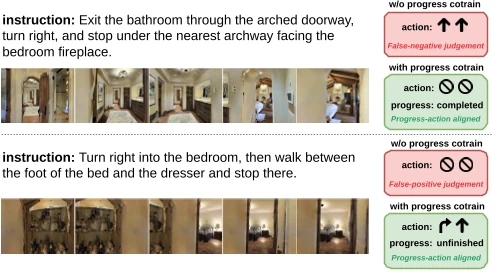 instruction: Exit the bathroom through the arched doorway,
turn right, and stop under the nearest archway facing the
bedroom fireplace.
w/o progress cotrain
action:
False-negative judgement
with progress cotrain
action:
progress: completed
Progress-action aligned
instruction: Turn right into the bedroom, then walk between
the foot of the bed and the dresser and stop there.
w/o progress cotrain
action:
False-positive judgement
with progress cotrain
action:
progress: unfinished
Progress-action aligned